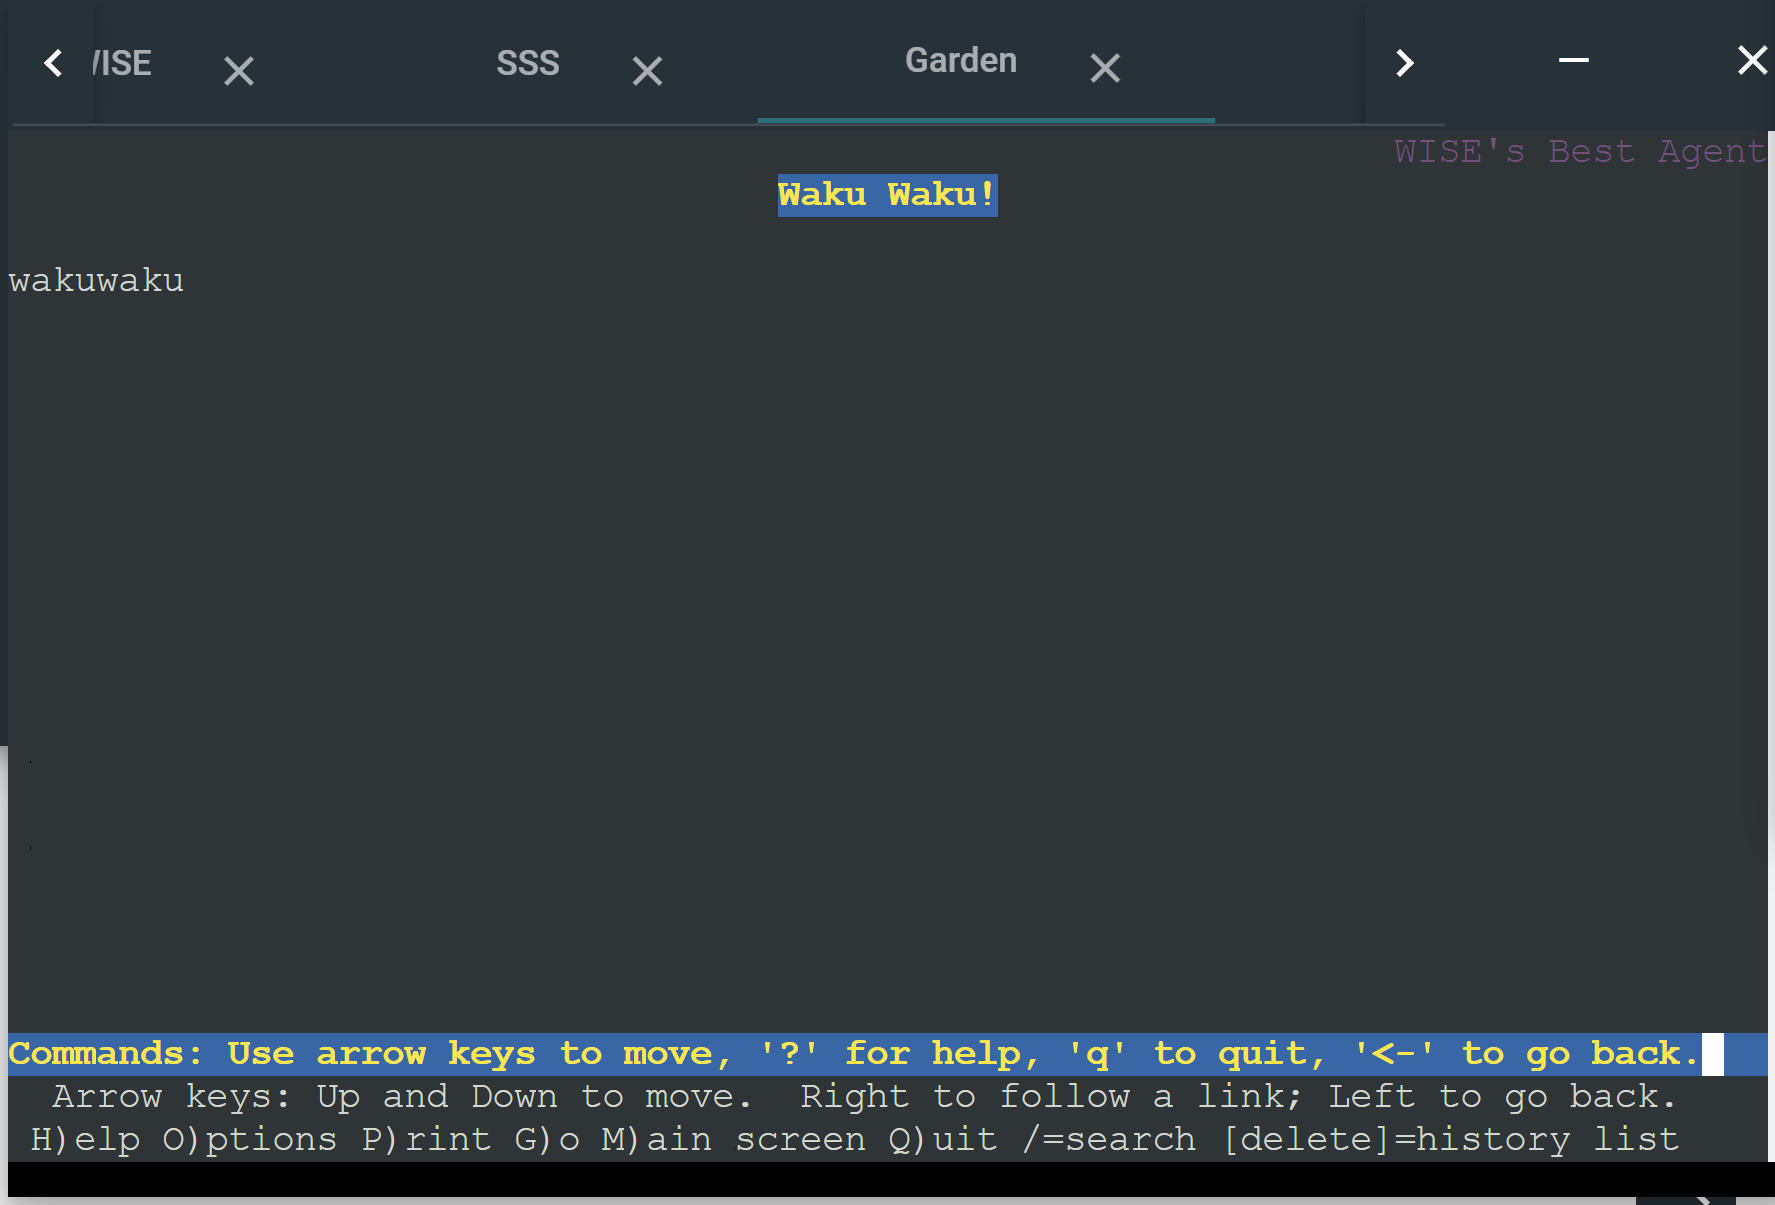 SSS
Garden
WISE's Best Agent
Waku Waku!
wakuwaku
Commands: Use arrow keys to move, '?' for help, 'q' to quit, '<-' to go back.
Arrow keys: Up and Down to move. Right to follow a link; Left to go back.
H)elp O)ptions P)rint G)o M)ain screen Q)uit /=search [delete]=history list